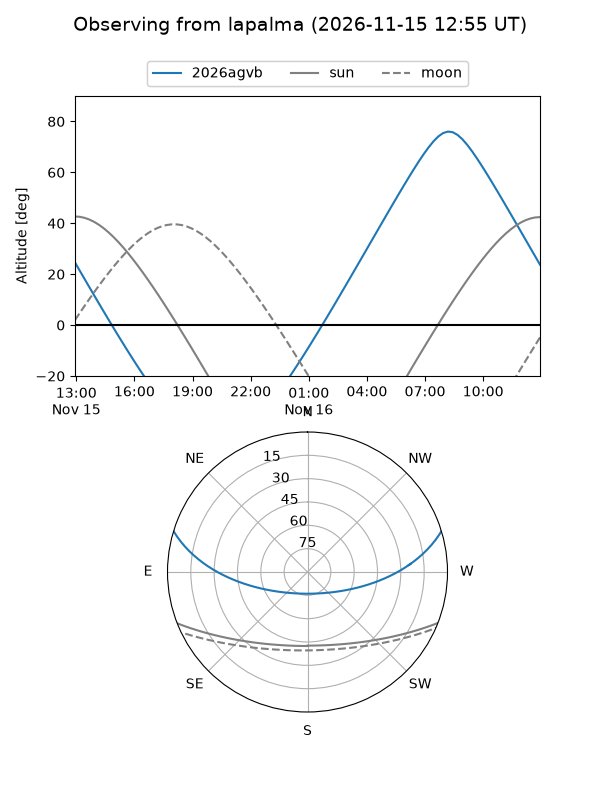 Observing from lapalma (2026-11-15 12:55 UT)
2026agvb sun moon
Altitude [deg]
80
60
40
20
0
−20
13:00 16:00 19:00 22:00 01:00 04:00 07:00 10:00
Nov 15 Nov 16
N
NE NW
15
30
45
60
75
E W
SE SW
S